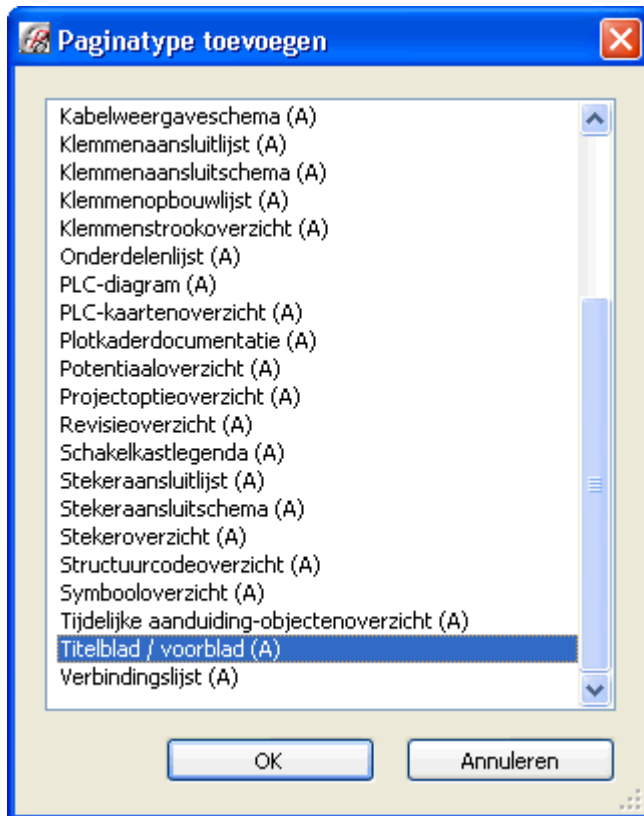 Paginatype toevoegen
Kabelweergaveschema (A)
Klemmenaansluitlijst (A)
Klemmenaansluitschema (A)
Klemmenopbouwlijst (A)
Klemmenstrookoverzicht (A)
Onderdelenlijst (A)
PLC-diagram (A)
PLC-kaartenoverzicht (A)
Plotkaderdocumentatie (A)
Potentiaaloverzicht (A)
Projectoptieoverzicht (A)
Revisieoverzicht (A)
Schakelkastlegenda (A)
Stekeraansluitlijst (A)
Stekeraansluitschema (A)
Stekeroverzicht (A)
Structuurcodeoverzicht (A)
Symbooloverzicht (A)
Tijdelijke aanduiding-objectenoverzicht (A)
Titelblad / voorblad (A)
Verbindingslijst (A)
OK
Annuleren